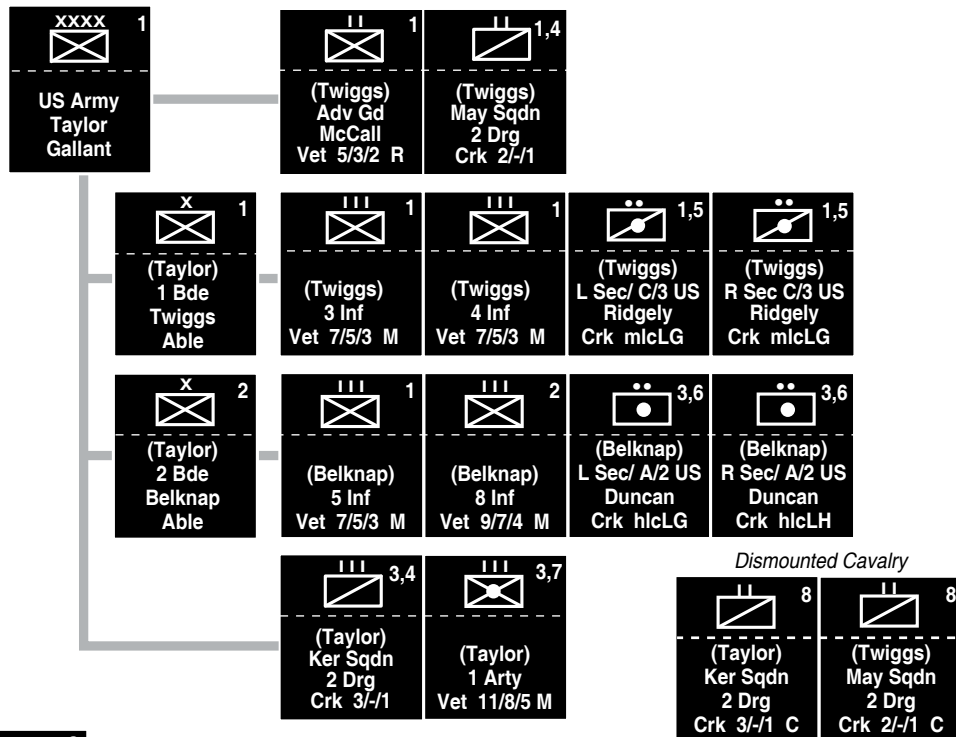 XXXX 1
US Army
Taylor
Gallant
II 1
(Twiggs)
Adv Gd
McCall
Vet 5/3/2 R
II 1,4
(Twiggs)
May Sqdn
2 Drg
Crk 2/-/1
X 1
(Taylor)
1 Bde
Twiggs
Able
III 1
(Twiggs)
3 Inf
Vet 7/5/3 M
III 1
(Twiggs)
4 Inf
Vet 7/5/3 M
1,5
(Twiggs)
L Sec/ C/3 US
Ridgely
Crk mlcLG
1,5
(Twiggs)
R Sec C/3 US
Ridgely
Crk mlcLG
X 2
(Taylor)
2 Bde
Belknap
Able
III 1
(Belknap)
5 Inf
Vet 7/5/3 M
III 2
(Belknap)
8 Inf
Vet 9/7/4 M
3,6
(Belknap)
L Sec/ A/2 US
Duncan
Crk hlcLG
3,6
(Belknap)
R Sec/ A/2 US
Duncan
Crk hlcLH
III 3,4
(Taylor)
Ker Sqdn
2 Drg
Crk 3/-/1
III 3,7
(Taylor)
1 Arty
Vet 11/8/5 M
Dismounted Cavalry
II 8
(Taylor)
Ker Sqdn
2 Drg
Crk 3/-/1 C
II 8
(Twiggs)
May Sqdn
2 Drg
Crk 2/-/1 C